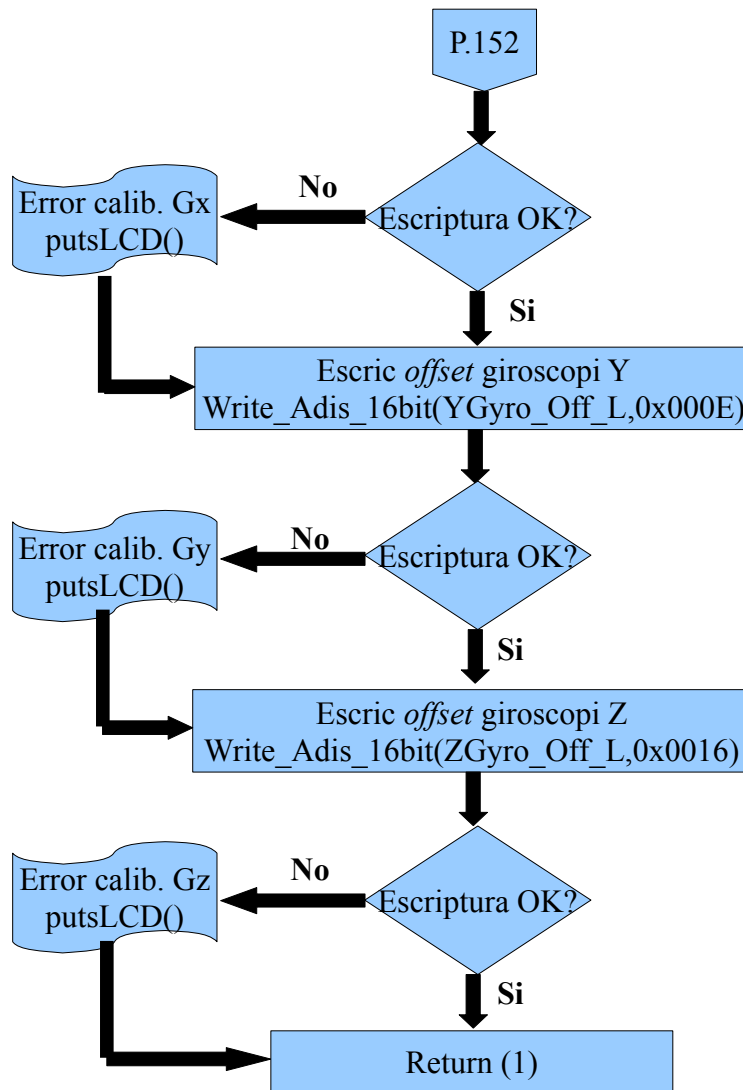 P.152
No
Error calib. Gx
putsLCD()
Escriptura OK?
Si
Escric offset giroscopi Y
Write_Adis_16bit(YGyro_Off_L,0x000E)
No
Error calib. Gy
putsLCD()
Escriptura OK?
Si
Escric offset giroscopi Z
Write_Adis_16bit(ZGyro_Off_L,0x0016)
No
Error calib. Gz
putsLCD()
Escriptura OK?
Si
Return (1)